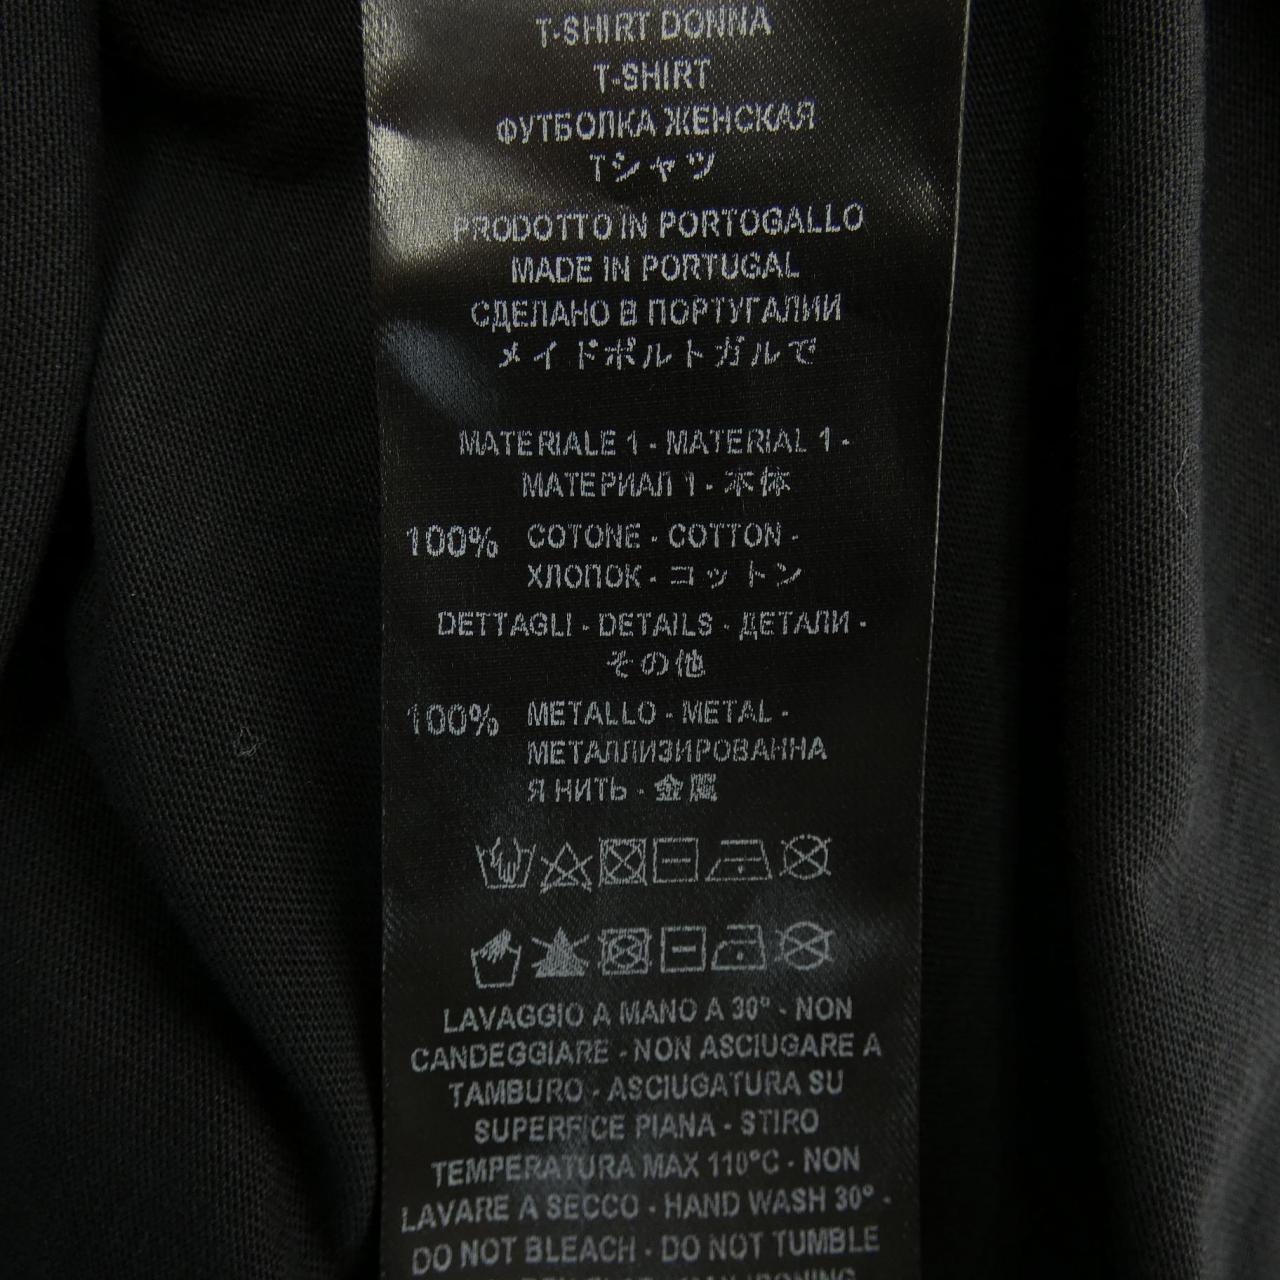 T-SHIRT DONNA
T-SHIRT
ФУТБОЛКА ЖЕНСКАЯ
Tシャツ
PRODOTTO IN PORTOGALLO
MADE IN PORTUGAL
СДЕЛАНО В ПОРТУГАЛИИ
メイドポルトガルで
MATERIALE 1 - MATERIAL 1 -
МАТЕРИАЛ 1 - 本体
100% COTONE - COTTON -
ХЛОПОК - コットン
DETTAGLI - DETAILS - ДЕТАЛИ -
その他
100% METALLO - METAL -
МЕТАЛЛИЗИРОВАННА
Я НИТЬ - 金属
LAVAGGIO A MANO A 30° - NON
CANDEGGIARE - NON ASCIUGARE A
TAMBURO - ASCIUGATURA SU
SUPERFICE PIANA - STIRO
TEMPERATURA MAX 110°C - NON
LAVARE A SECCO - HAND WASH 30° -
DO NOT BLEACH - DO NOT TUMBLE